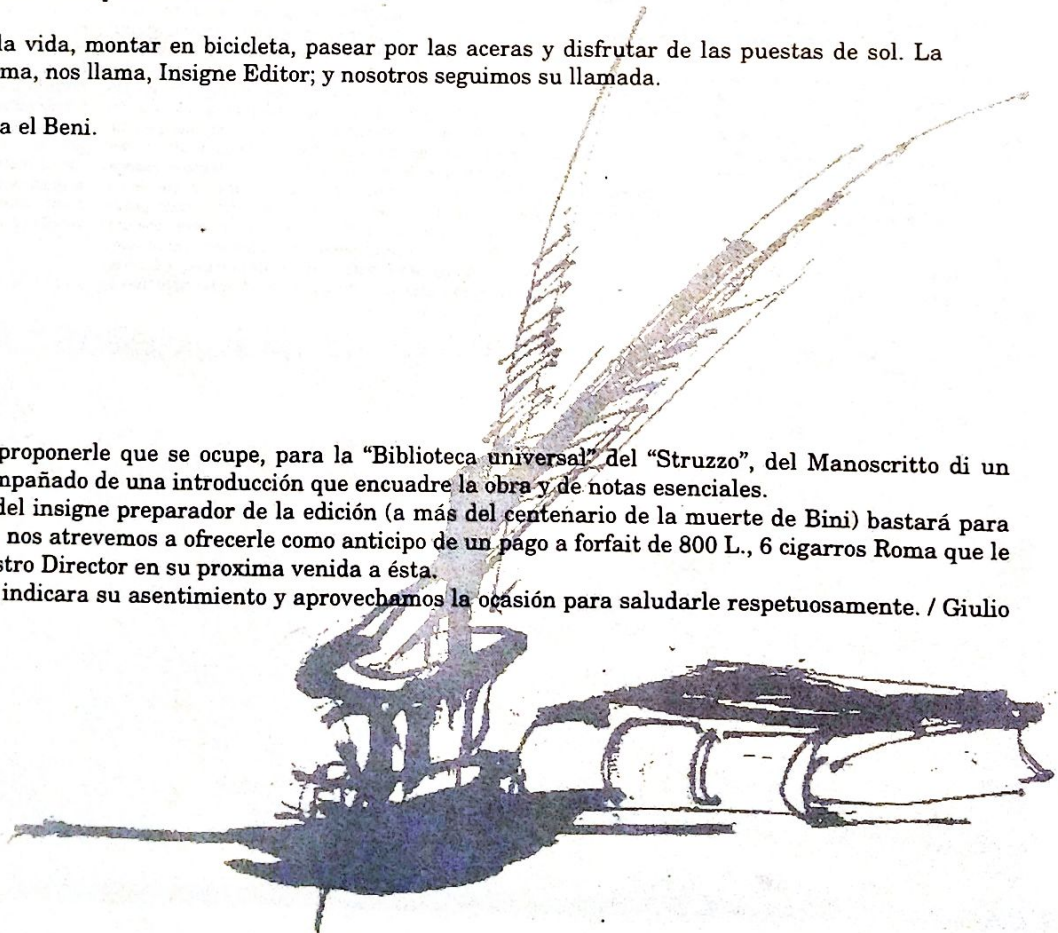 la vida, montar en bicicleta, pasear por las aceras y disfrutar de las puestas de sol. La
ma, nos llama, Insigne Editor; y nosotros seguimos su llamada.
a el Beni.
proponerle que se ocupe, para la “Biblioteca universal” del “Struzzo”, del Manoscritto di un
npañado de una introducción que encuadre la obra y de notas esenciales.
del insigne preparador de la edición (a más del centenario de la muerte de Bini) bastará para
nos atrevemos a ofrecerle como anticipo de un pago a forfait de 800 L., 6 cigarros Roma que le
stro Director en su proxima venida a ésta.
indicara su asentimiento y aprovechamos la ocasión para saludarle respetuosamente. / Giulio